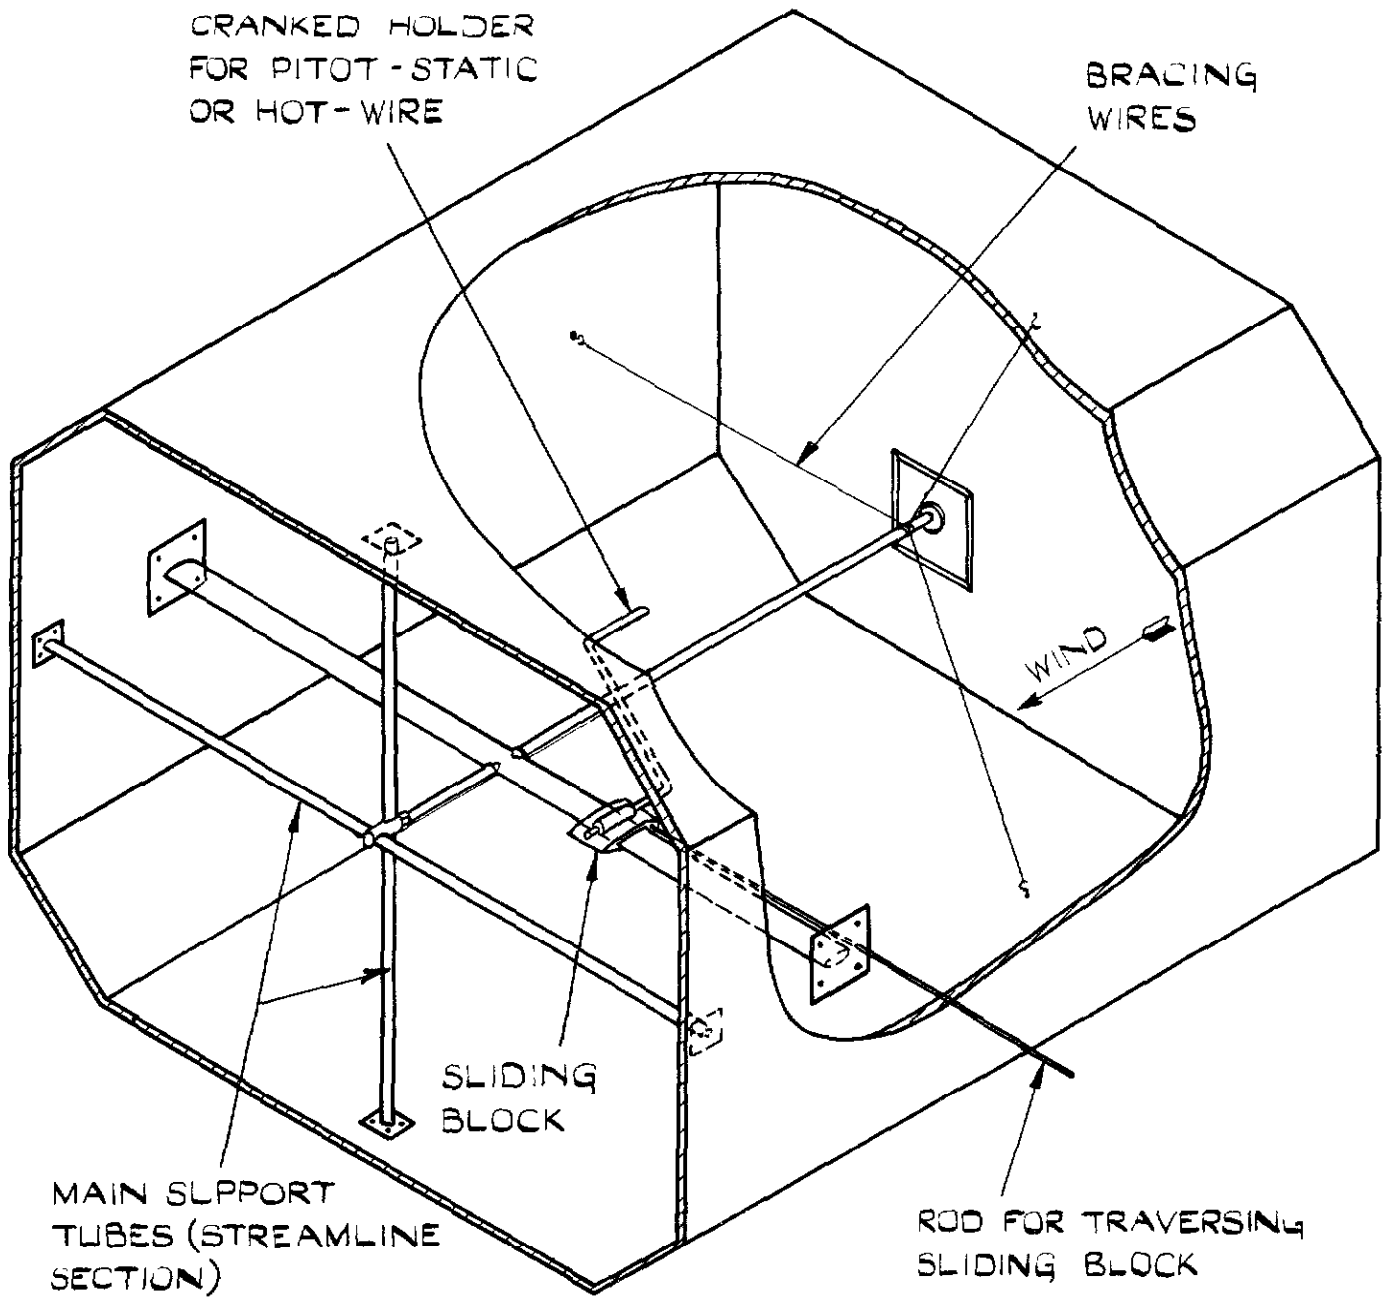 CRANKED HOLDER
FOR PITOT-STATIC
OR HOT-WIRE
BRACING
WIRES
WIND
SLIDING
BLOCK
MAIN SUPPORT
TUBES (STREAMLINE
SECTION)
ROD FOR TRAVERSING
SLIDING BLOCK